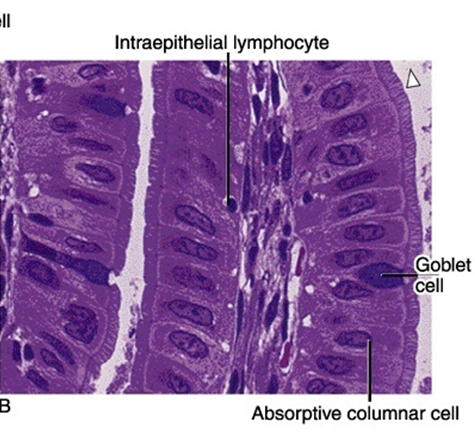 ell
Intraepithelial lymphocyte
Goblet
cell
B
Absorptive columnar cell